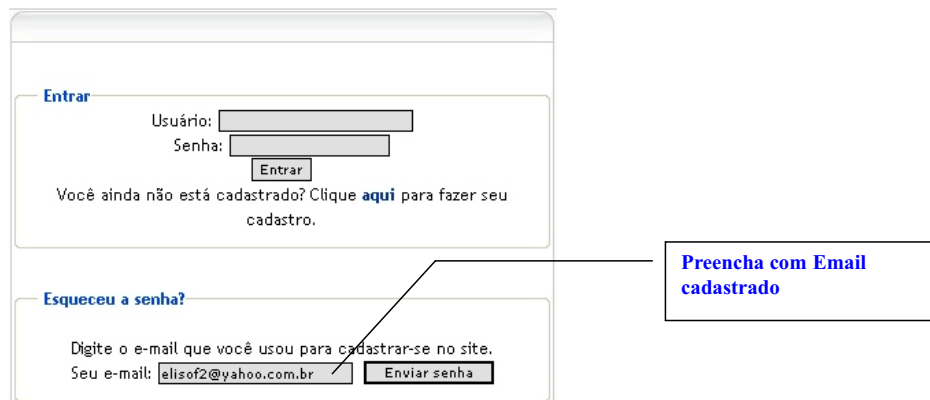 Entrar
Usuário:
Senha:
Entrar
Você ainda não está cadastrado? Clique aqui para fazer seu
cadastro.
Preencha com Email
cadastrado
Esqueceu a senha?
Digite o e-mail que você usou para cadastrar-se no site.
Seu e-mail: elisof2@yahoo.com.br Enviar senha